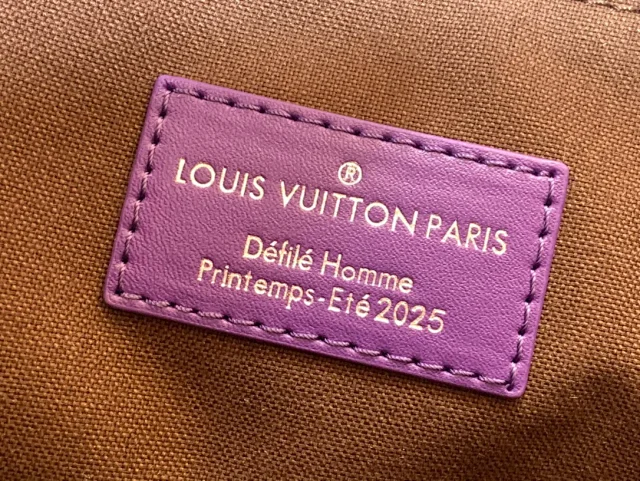 ®
LOUIS VUITTON PARIS
Défilé Homme
Printemps-Eté 2025